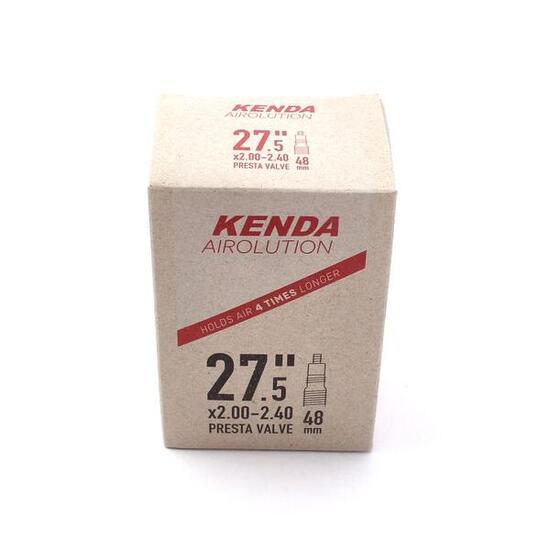 KENDA
AIROLUTION
27.5"
x2.00-2.40 48
PRESTA VALVE mm
KENDA
AIROLUTION
HOLDS AIR 4 TIMES LONGER
27.5"
x2.00-2.40 48
PRESTA VALVE mm